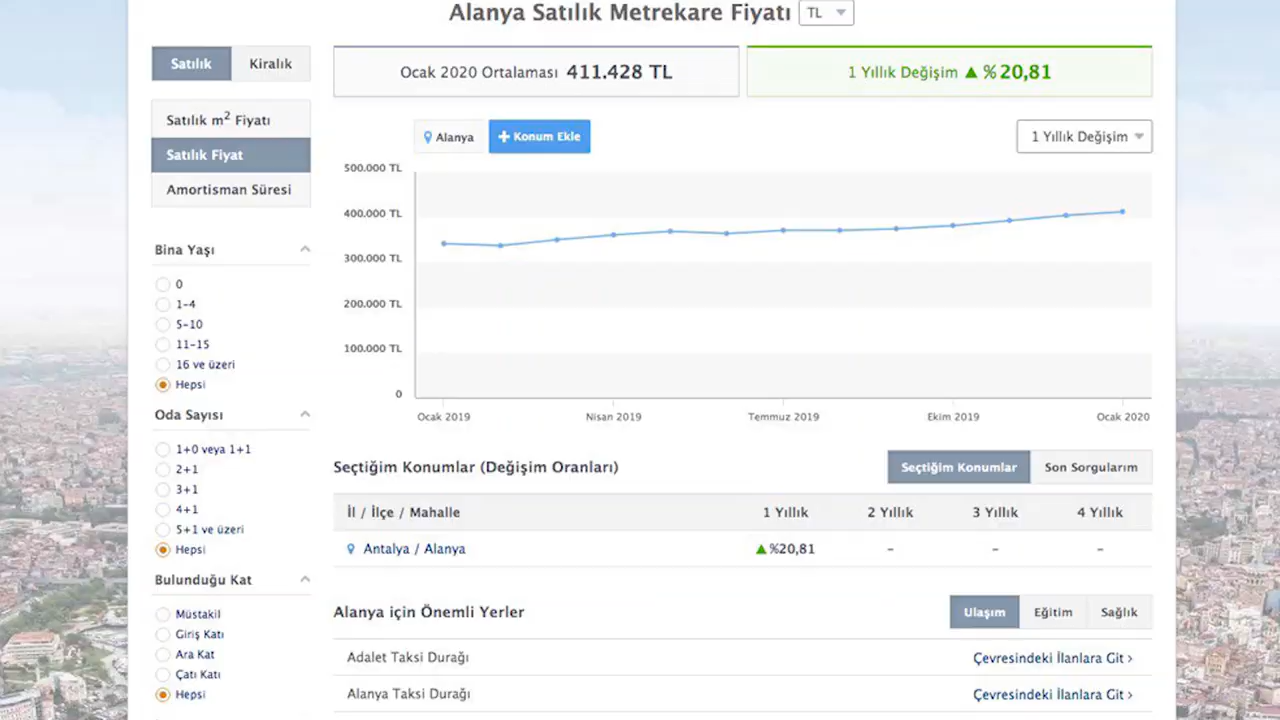 Alanya Satılık Metrekare Fiyatı TL
Satılık Kiralık
Ocak 2020 Ortalaması 411.428 TL
1 Yıllık Değişim ▲ %20,81
Satılık m² Fiyatı
Satılık Fiyat
Amortisman Süresi
Alanya + Konum Ekle
1 Yıllık Değişim
500.000 TL
400.000 TL
300.000 TL
200.000 TL
100.000 TL
0
Ocak 2019 Nisan 2019 Temmuz 2019 Ekim 2019 Ocak 2020
Bina Yaşı
0
1-4
5-10
11-15
16 ve üzeri
Hepsi
Oda Sayısı
1+0 veya 1+1
2+1
3+1
4+1
5+1 ve üzeri
Hepsi
Bulunduğu Kat
Müstakil
Giriş Katı
Ara Kat
Çatı Katı
Hepsi
Seçtiğim Konumlar (Değişim Oranları)
Seçtiğim Konumlar Son Sorgularım
İl / İlçe / Mahalle 1 Yıllık 2 Yıllık 3 Yıllık 4 Yıllık
Antalya / Alanya ▲%20,81 - - -
Alanya için Önemli Yerler
Ulaşım Eğitim Sağlık
Adalet Taksi Durağı Çevresindeki İlanlara Git ›
Alanya Taksi Durağı Çevresindeki İlanlara Git ›